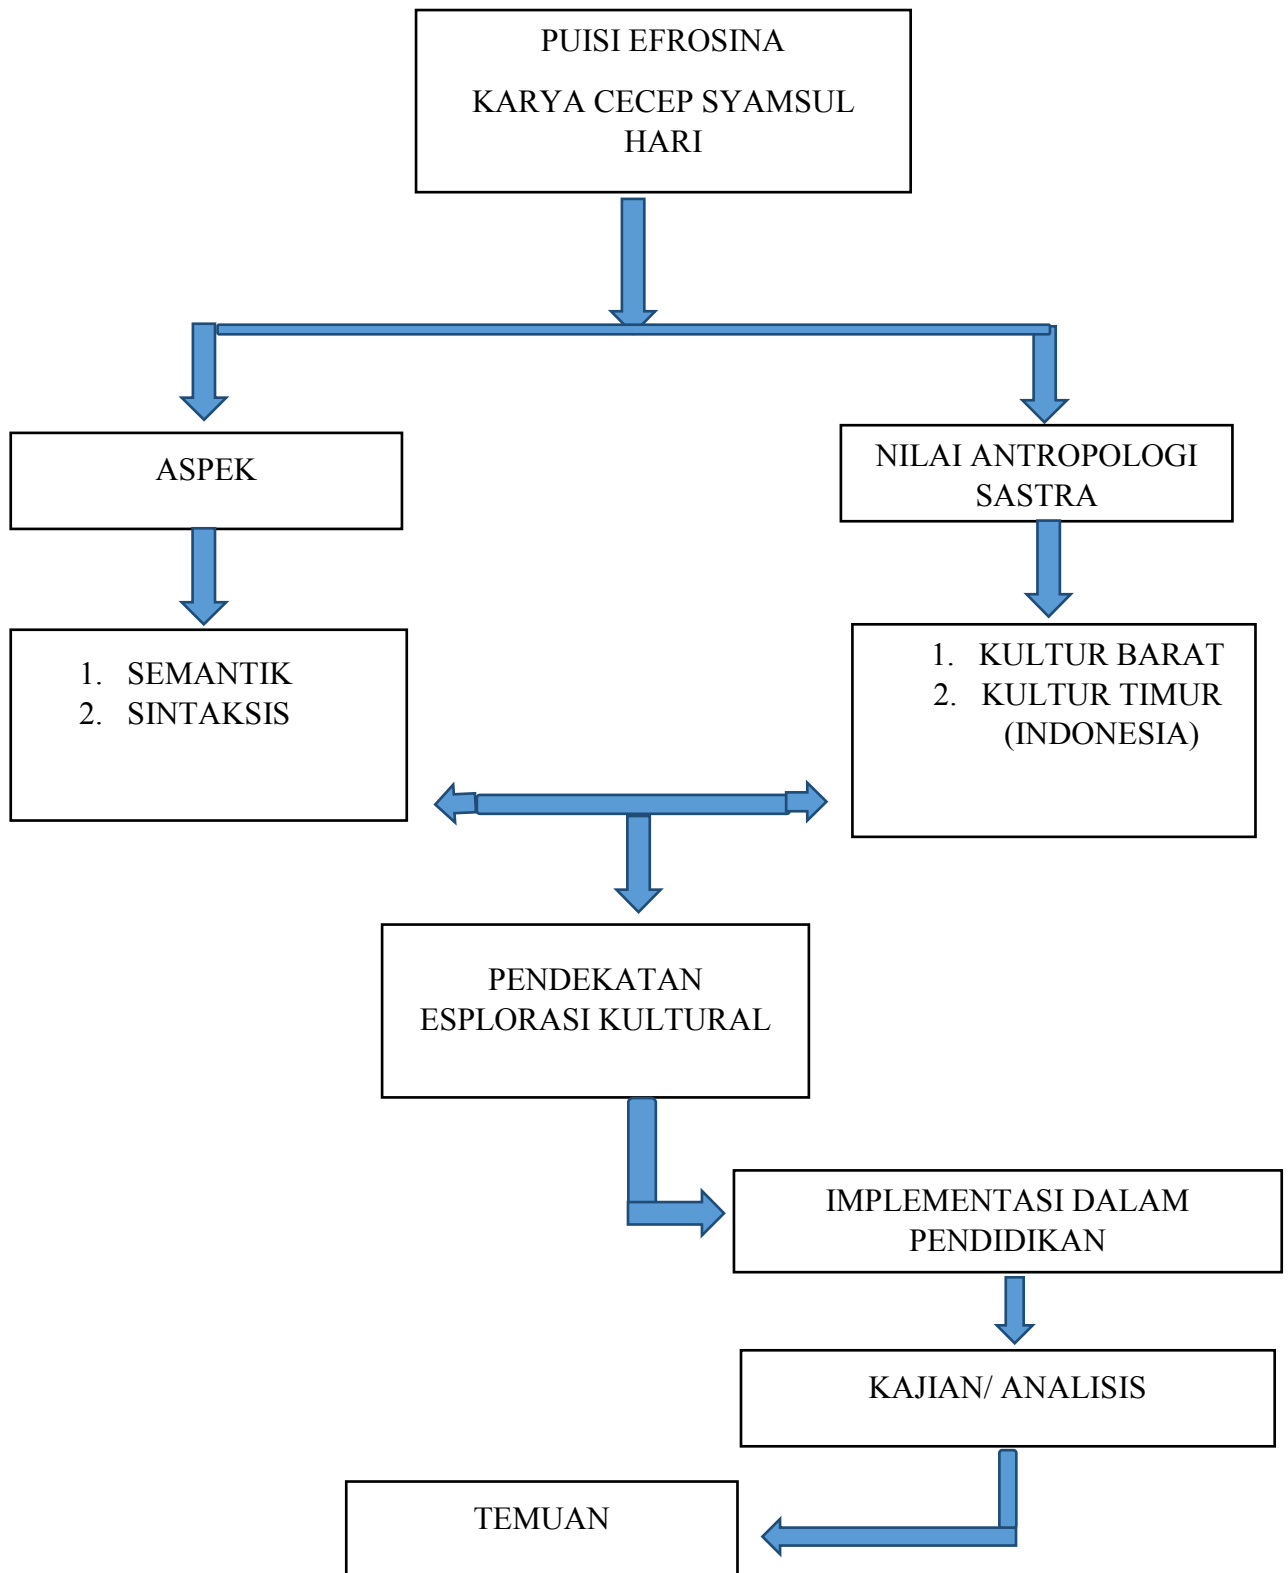 PUISI EFROSINA
KARYA CECEP SYAMSUL
HARI
ASPEK
NILAI ANTROPOLOGI
SASTRA
1. SEMANTIK
2. SINTAKSIS
1. KULTUR BARAT
2. KULTUR TIMUR
(INDONESIA)
PENDEKATAN
ESPLORASI KULTURAL
IMPLEMENTASI DALAM
PENDIDIKAN
KAJIAN/ ANALISIS
TEMUAN